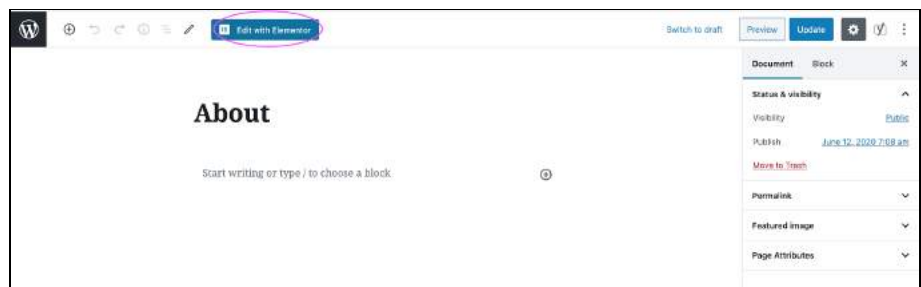 Edit with Elementor
Switch to draft
Preview
Update
Document Block
Status & visibility
Visibility Public
Publish June 12, 2020 7:08 am
Move to Trash
Permalink
Featured image
Page Attributes
About
Start writing or type / to choose a block